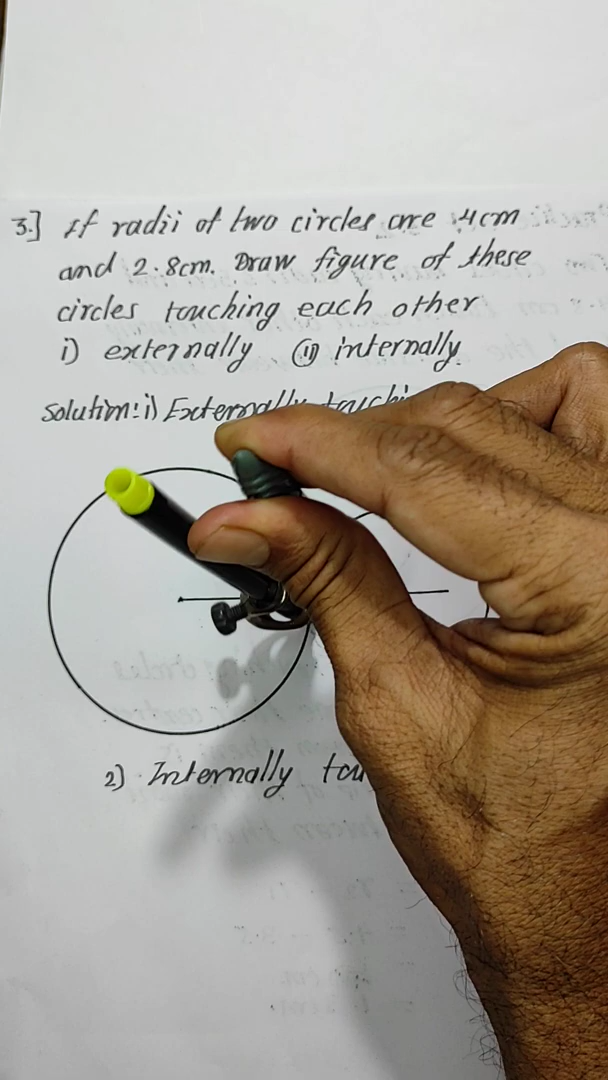 3.] If radii of two circles are 4cm
and 2.8cm. Draw figure of these
circles touching each other
i) externally (ii) internally.
Solution: i) Externally
2) Internally